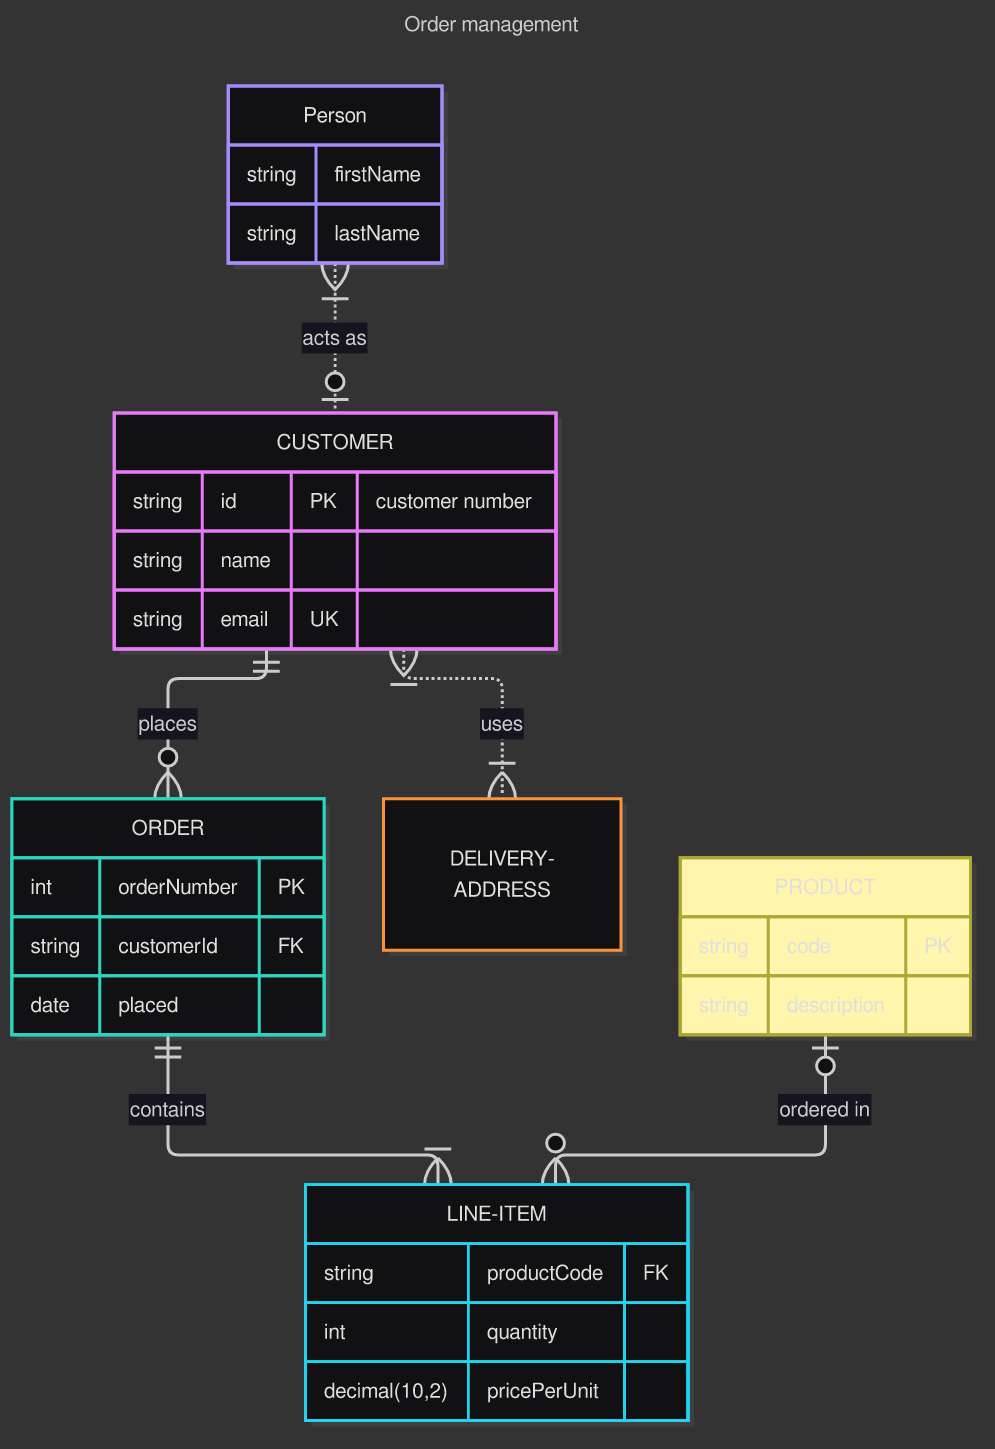 Order management
Person
string firstName
string lastName
acts as
CUSTOMER
string id PK customer number
string name
string email UK
places
uses
ORDER
int orderNumber PK
string customerId FK
date placed
DELIVERY-
ADDRESS
PRODUCT
string code PK
string description
contains
ordered in
LINE-ITEM
string productCode FK
int quantity
decimal(10,2) pricePerUnit